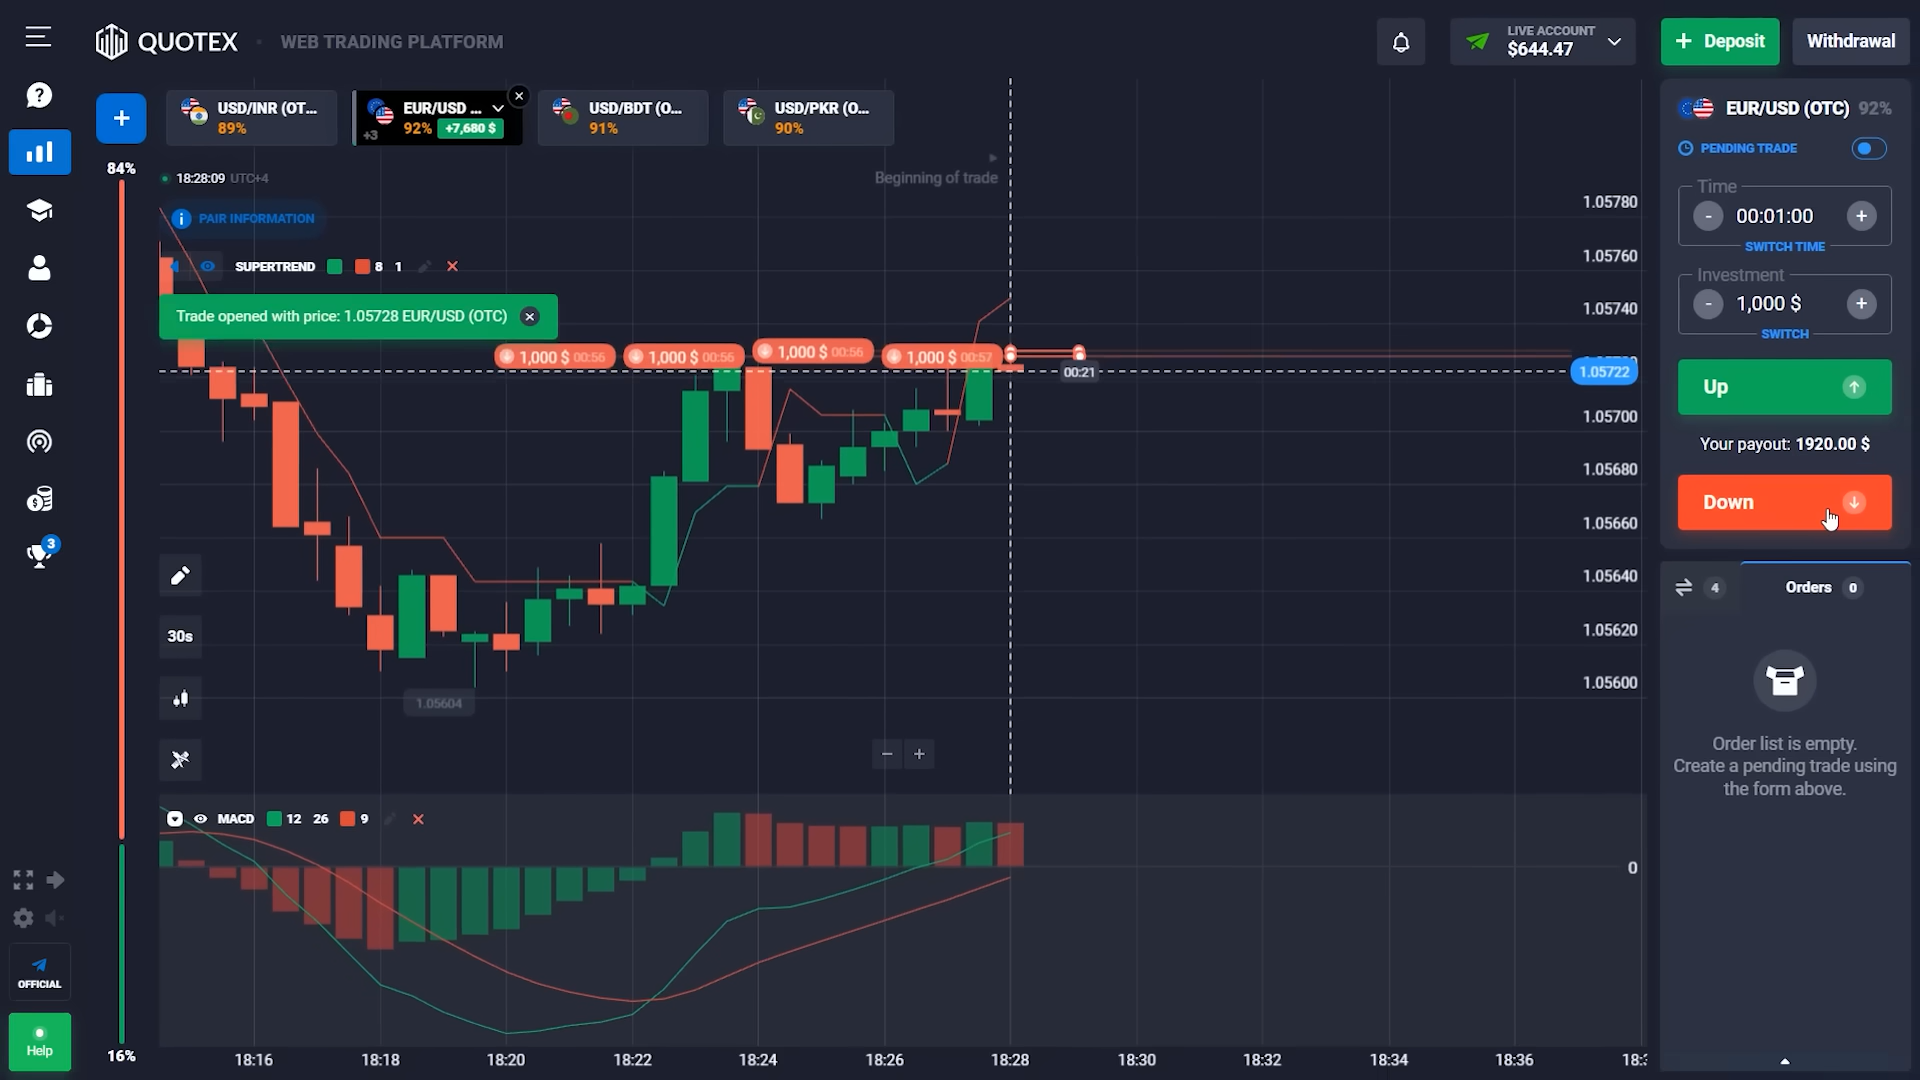 QUOTEX
WEB TRADING PLATFORM
LIVE ACCOUNT
$644.47
+ Deposit
Withdrawal
USD/INR (OT...
89%
EUR/USD ...
+3
92%
+7,680 $
USD/BDT (O...
91%
USD/PKR (O...
90%
84%
18:28:09 UTC+4
Beginning of trade
PAIR INFORMATION
SUPERTREND 8 1
Trade opened with price: 1.05728 EUR/USD (OTC)
1,000 $ 00:56
1,000 $ 00:56
1,000 $ 00:56
1,000 $ 00:57
00:21
1.05780
1.05760
1.05740
1.05722
1.05700
1.05680
1.05660
1.05640
1.05620
1.05600
30s
1.05604
MACD 12 26 9
0
18:16
18:18
18:20
18:22
18:24
18:26
18:28
18:30
18:32
18:34
18:36
16%
3
OFFICIAL
Help
EUR/USD (OTC) 92%
PENDING TRADE
Time
- 00:01:00 +
SWITCH TIME
Investment
- 1,000 $ +
SWITCH
Up
Your payout: 1920.00 $
Down
4
Orders 0
Order list is empty.
Create a pending trade using
the form above.